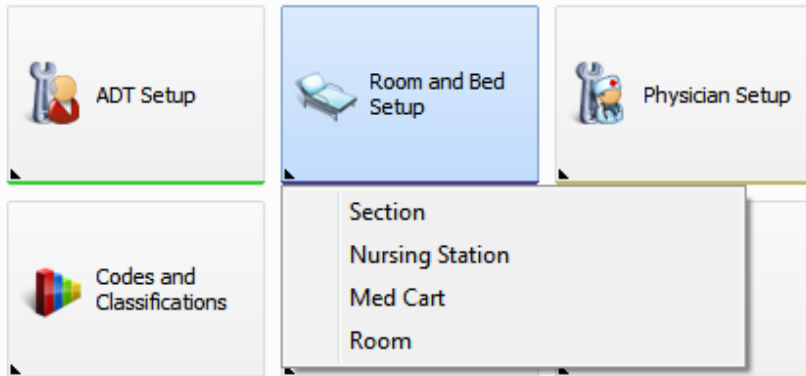 ADT Setup
Room and Bed
Setup
Physician Setup
Codes and
Classifications
Section
Nursing Station
Med Cart
Room